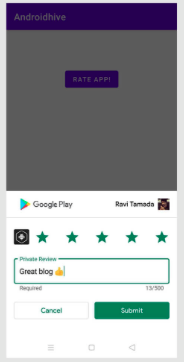 Androidhive
RATE APP!
Google Play
Ravi Tamada
Private Review
Great blog 👍
Required
13/500
Cancel
Submit